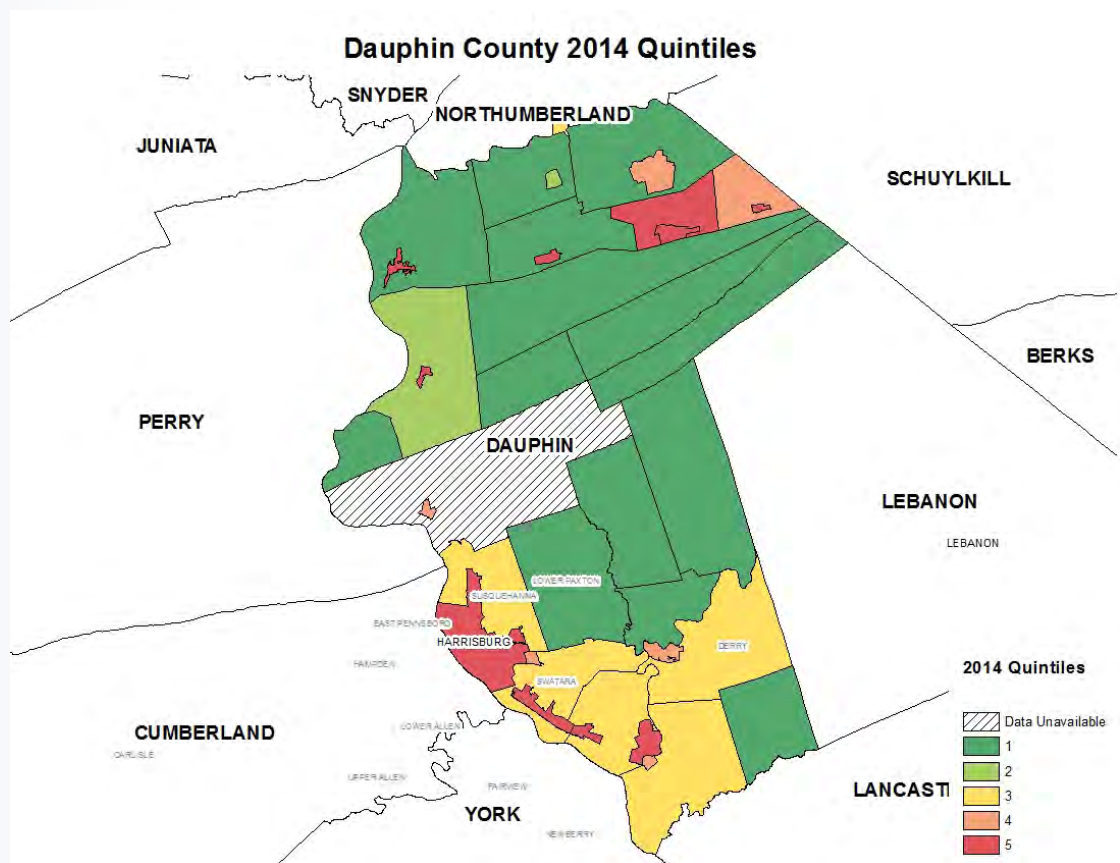 Dauphin County 2014 Quintiles
SNYDER
NORTHUMBERLAND
JUNIATA
SCHUYLKILL
BERKS
PERRY
DAUPHIN
LEBANON
LEBANON
LOWER PAXTON
SUSQUEHANNA
EAST PENNSBORO
HARRISBURG
DERRY
HAMPDEN
SWATARA
2014 Quintiles
Data Unavailable
1
2
3
4
5
LOWER ALLEN
CUMBERLAND
CARLISLE
UPPER ALLEN
FAIRVIEW
LANCAST
YORK
NEWBERRY